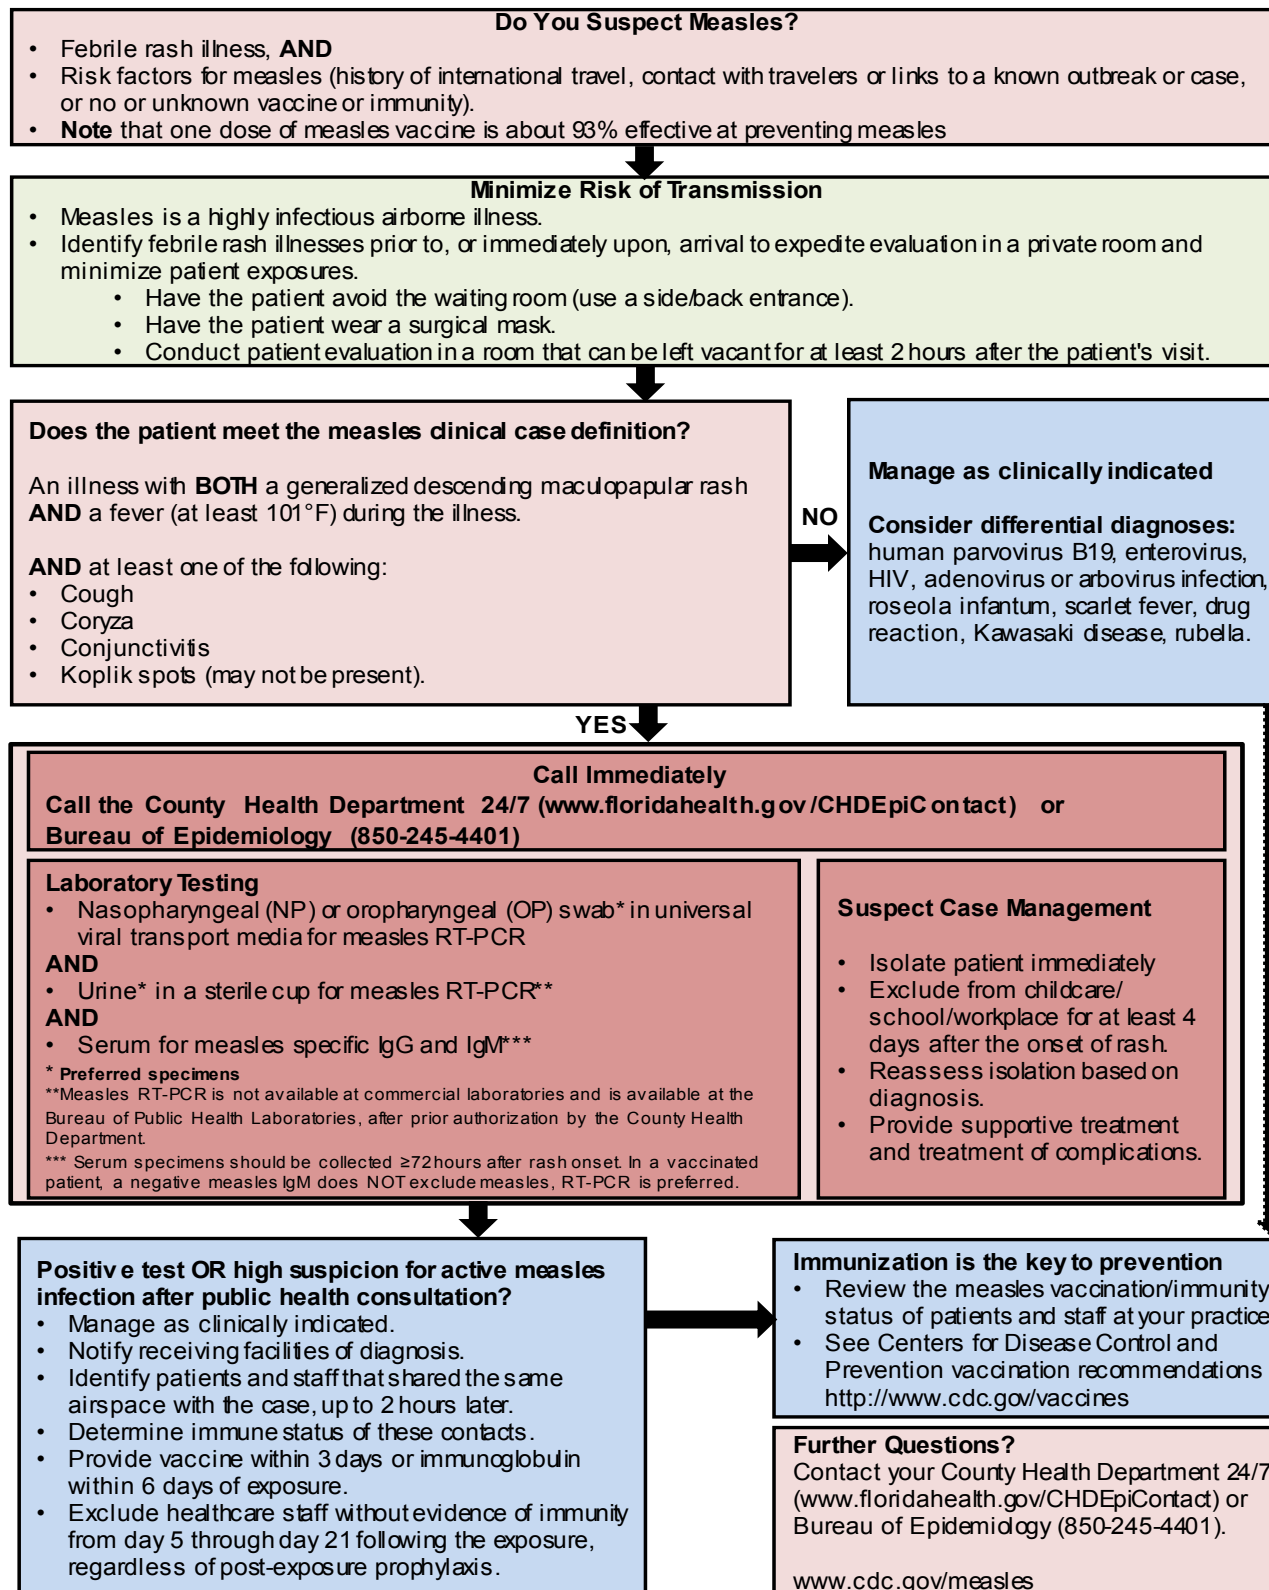 Do You Suspect Measles?
• Febrile rash illness, AND
• Risk factors for measles (history of international travel, contact with travelers or links to a known outbreak or case,
or no or unknown vaccine or immunity).
• Note that one dose of measles vaccine is about 93% effective at preventing measles
Minimize Risk of Transmission
• Measles is a highly infectious airborne illness.
• Identify febrile rash illnesses prior to, or immediately upon, arrival to expedite evaluation in a private room and
minimize patient exposures.
• Have the patient avoid the waiting room (use a side/back entrance).
• Have the patient wear a surgical mask.
• Conduct patient evaluation in a room that can be left vacant for at least 2 hours after the patient's visit.
Does the patient meet the measles clinical case definition?
An illness with BOTH a generalized descending maculopapular rash
AND a fever (at least 101°F) during the illness.
AND at least one of the following:
• Cough
• Coryza
• Conjunctivitis
• Koplik spots (may not be present).
NO
Manage as clinically indicated
Consider differential diagnoses:
human parvovirus B19, enterovirus,
HIV, adenovirus or arbovirus infection,
roseola infantum, scarlet fever, drug
reaction, Kawasaki disease, rubella.
YES
Call Immediately
Call the County Health Department 24/7 (www.floridahealth.gov/CHDEpiContact) or
Bureau of Epidemiology (850-245-4401)
Laboratory Testing
• Nasopharyngeal (NP) or oropharyngeal (OP) swab* in universal
viral transport media for measles RT-PCR
AND
• Urine* in a sterile cup for measles RT-PCR**
AND
• Serum for measles specific IgG and IgM***
* Preferred specimens
**Measles RT-PCR is not available at commercial laboratories and is available at the
Bureau of Public Health Laboratories, after prior authorization by the County Health
Department.
*** Serum specimens should be collected ≥72 hours after rash onset. In a vaccinated
patient, a negative measles IgM does NOT exclude measles, RT-PCR is preferred.
Suspect Case Management
• Isolate patient immediately
• Exclude from childcare/
school/workplace for at least 4
days after the onset of rash.
• Reassess isolation based on
diagnosis.
• Provide supportive treatment
and treatment of complications.
Positive test OR high suspicion for active measles
infection after public health consultation?
• Manage as clinically indicated.
• Notify receiving facilities of diagnosis.
• Identify patients and staff that shared the same
airspace with the case, up to 2 hours later.
• Determine immune status of these contacts.
• Provide vaccine within 3 days or immunoglobulin
within 6 days of exposure.
• Exclude healthcare staff without evidence of immunity
from day 5 through day 21 following the exposure,
regardless of post-exposure prophylaxis.
Immunization is the key to prevention
• Review the measles vaccination/immunity
status of patients and staff at your practice
• See Centers for Disease Control and
Prevention vaccination recommendations
http://www.cdc.gov/vaccines
Further Questions?
Contact your County Health Department 24/7
(www.floridahealth.gov/CHDEpiContact) or
Bureau of Epidemiology (850-245-4401).
www.cdc.gov/measles